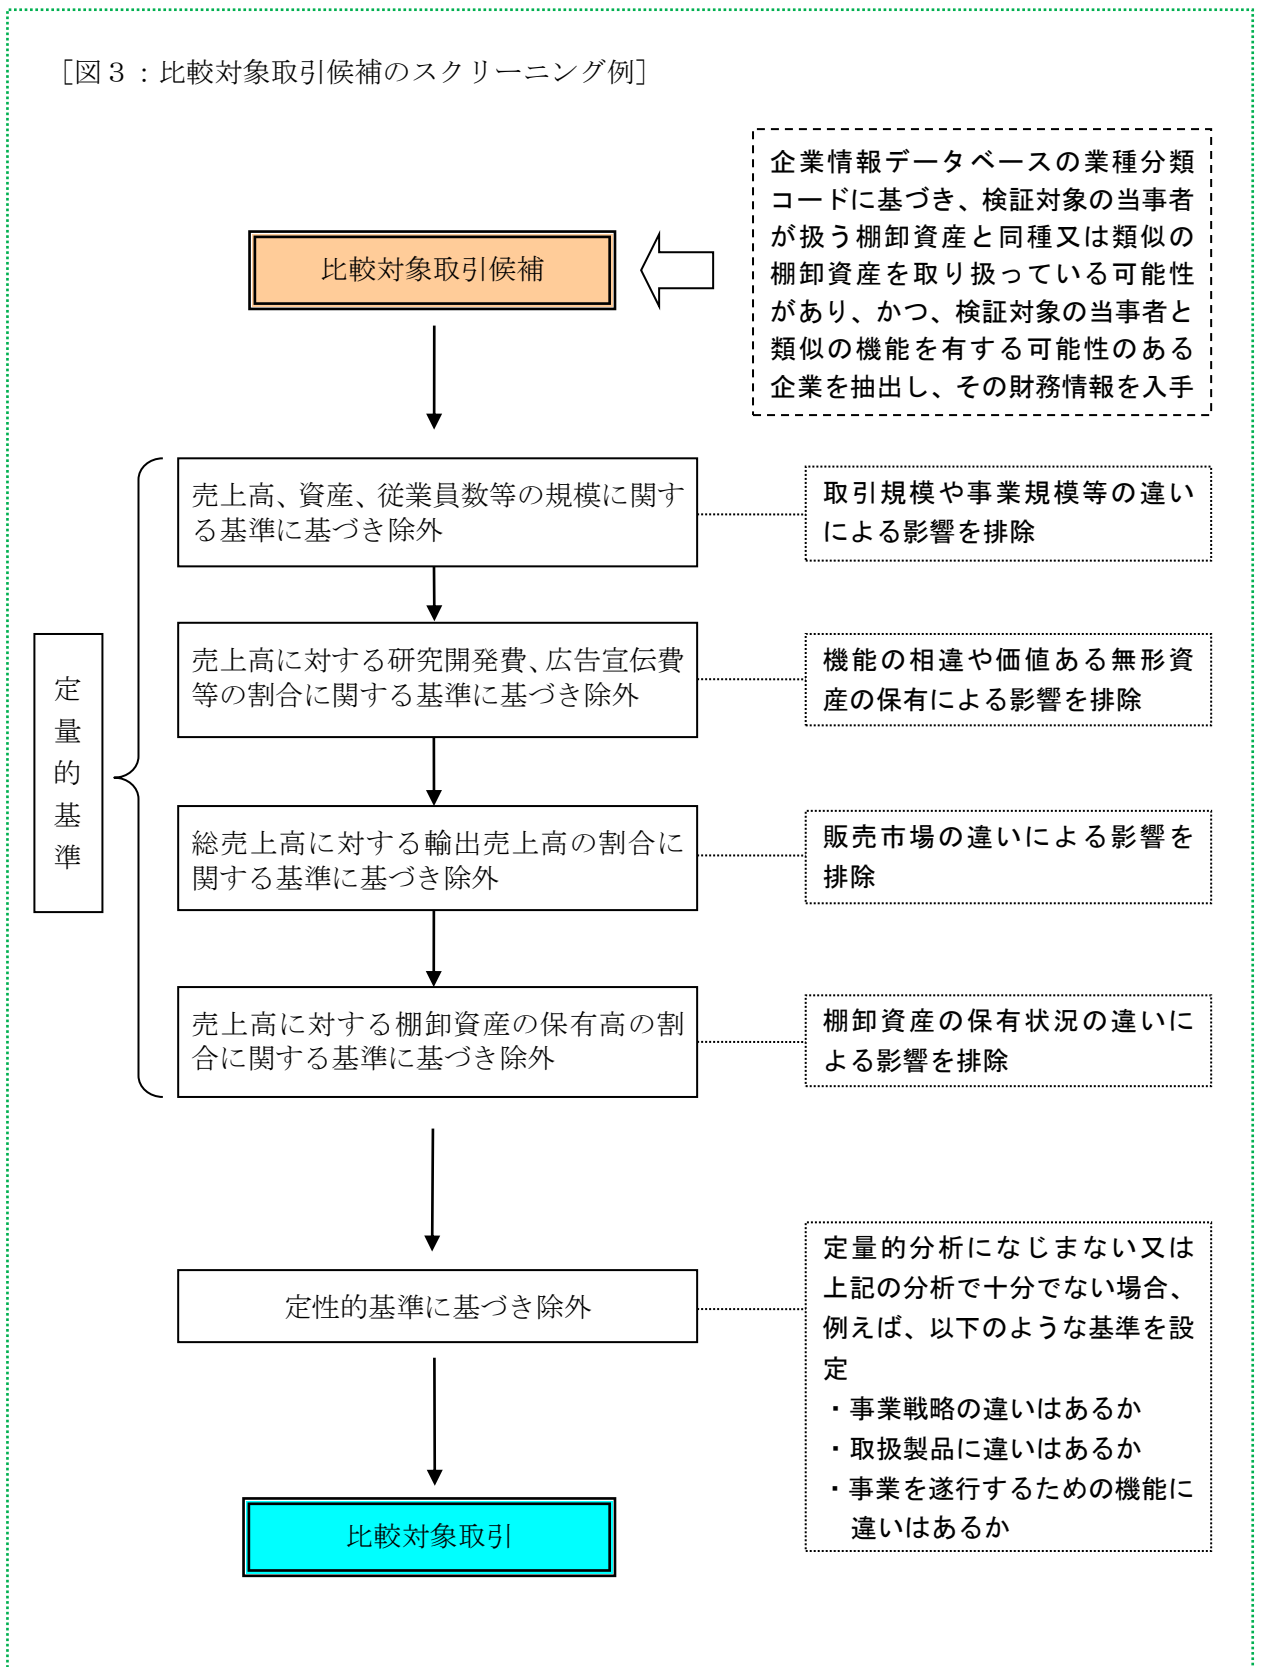 ［図３：比較対象取引候補のスクリーニング例］
企業情報データベースの業種分類
コードに基づき、検証対象の当事者
が扱う棚卸資産と同種又は類似の
棚卸資産を取り扱っている可能性
があり、かつ、検証対象の当事者と
類似の機能を有する可能性のある
企業を抽出し、その財務情報を入手
比較対象取引候補
定量的基準
売上高、資産、従業員数等の規模に関す
る基準に基づき除外
取引規模や事業規模等の違い
による影響を排除
売上高に対する研究開発費、広告宣伝費
等の割合に関する基準に基づき除外
機能の相違や価値ある無形資
産の保有による影響を排除
総売上高に対する輸出売上高の割合に
関する基準に基づき除外
販売市場の違いによる影響を
排除
売上高に対する棚卸資産の保有高の割
合に関する基準に基づき除外
棚卸資産の保有状況の違いに
よる影響を排除
定性的基準に基づき除外
定量的分析になじまない又は
上記の分析で十分でない場合、
例えば、以下のような基準を設
定
・事業戦略の違いはあるか
・取扱製品に違いはあるか
・事業を遂行するための機能に
違いはあるか
比較対象取引